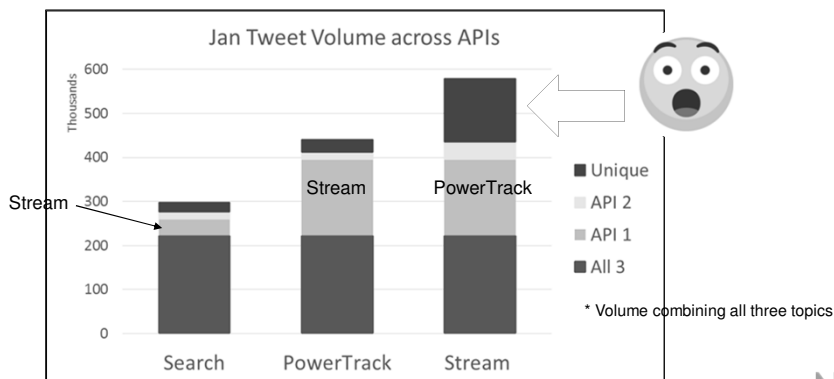 Jan Tweet Volume across APIs
Thousands
600
500
400
300
200
100
0
Stream
Stream
PowerTrack
Search
PowerTrack
Stream
Unique
API 2
API 1
All 3
* Volume combining all three topics